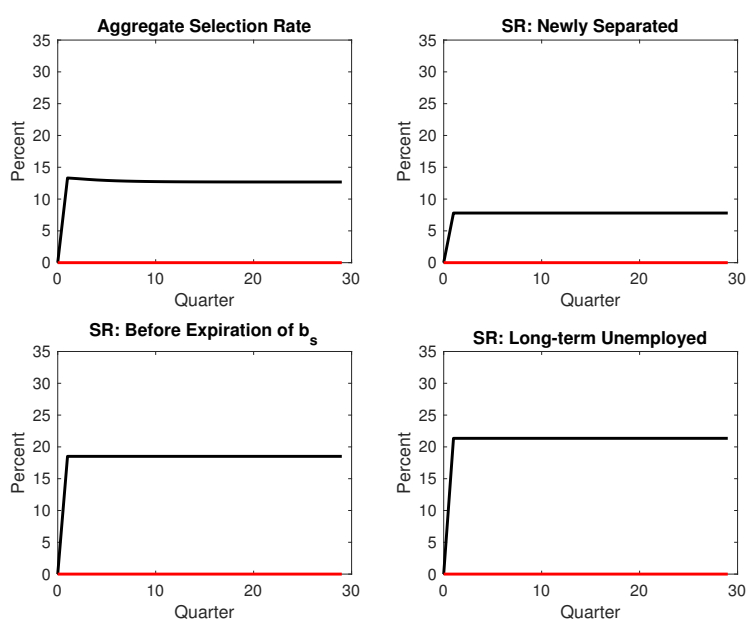 Aggregate Selection Rate
35
30
25
20
15
10
5
0
Percent
0 10 20 30
Quarter
SR: Newly Separated
35
30
25
20
15
10
5
0
Percent
0 10 20 30
Quarter
SR: Before Expiration of b_s
35
30
25
20
15
10
5
0
Percent
0 10 20 30
Quarter
SR: Long-term Unemployed
35
30
25
20
15
10
5
0
Percent
0 10 20 30
Quarter